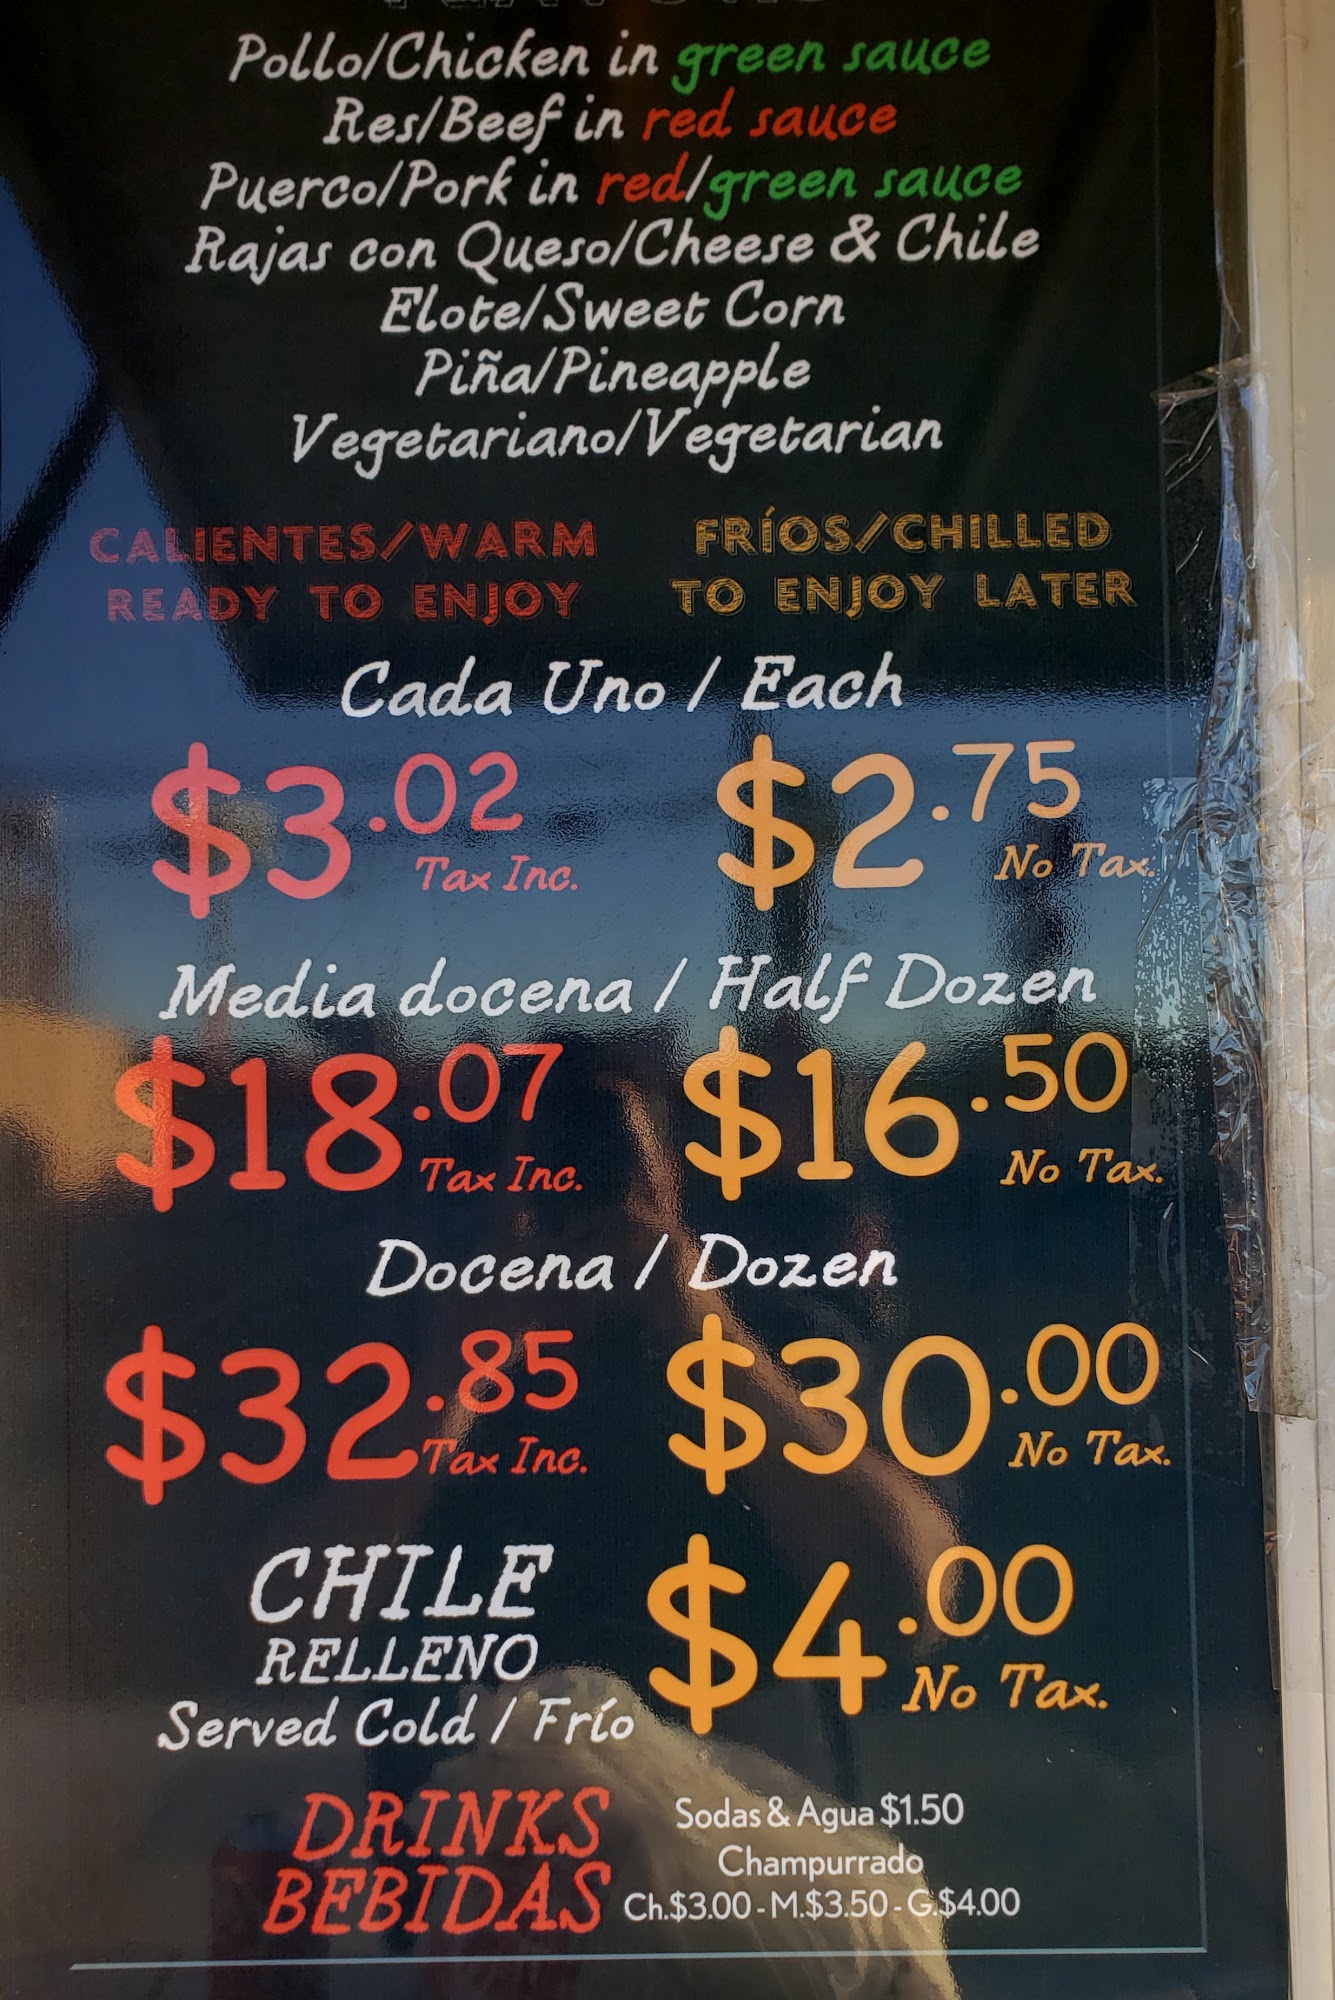 Pollo/Chicken in green sauce
Res/Beef in red sauce
Puerco/Pork in red/green sauce
Rajas con Queso/Cheese & Chile
Elote/Sweet Corn
Piña/Pineapple
Vegetariano/Vegetarian
CALIENTES/WARM
READY TO ENJOY
FRÍOS/CHILLED
TO ENJOY LATER
Cada Uno / Each
$3.02 Tax Inc.
$2.75 No Tax.
Media docena / Half Dozen
$18.07 Tax Inc.
$16.50 No Tax.
Docena / Dozen
$32.85 Tax Inc.
$30.00 No Tax.
CHILE
RELLENO
Served Cold / Frío
$4.00 No Tax.
DRINKS
BEBIDAS
Sodas & Agua $1.50
Champurrado
Ch.$3.00 - M.$3.50 - G.$4.00